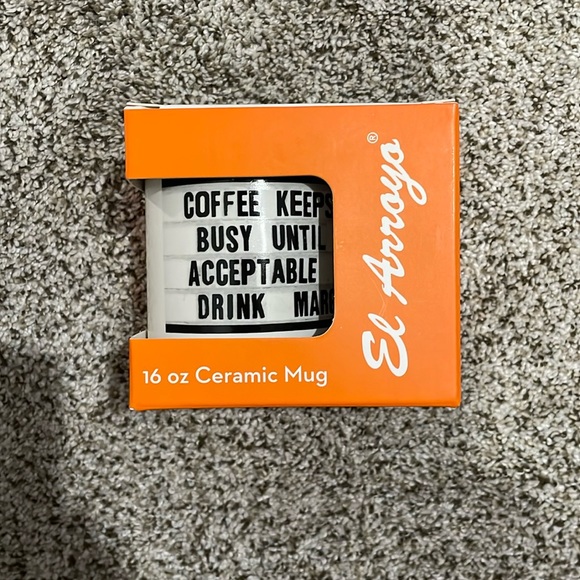 COFFEE KEEPS
BUSY UNTIL
ACCEPTABLE
DRINK
16 oz Ceramic Mug
El Arroyo®